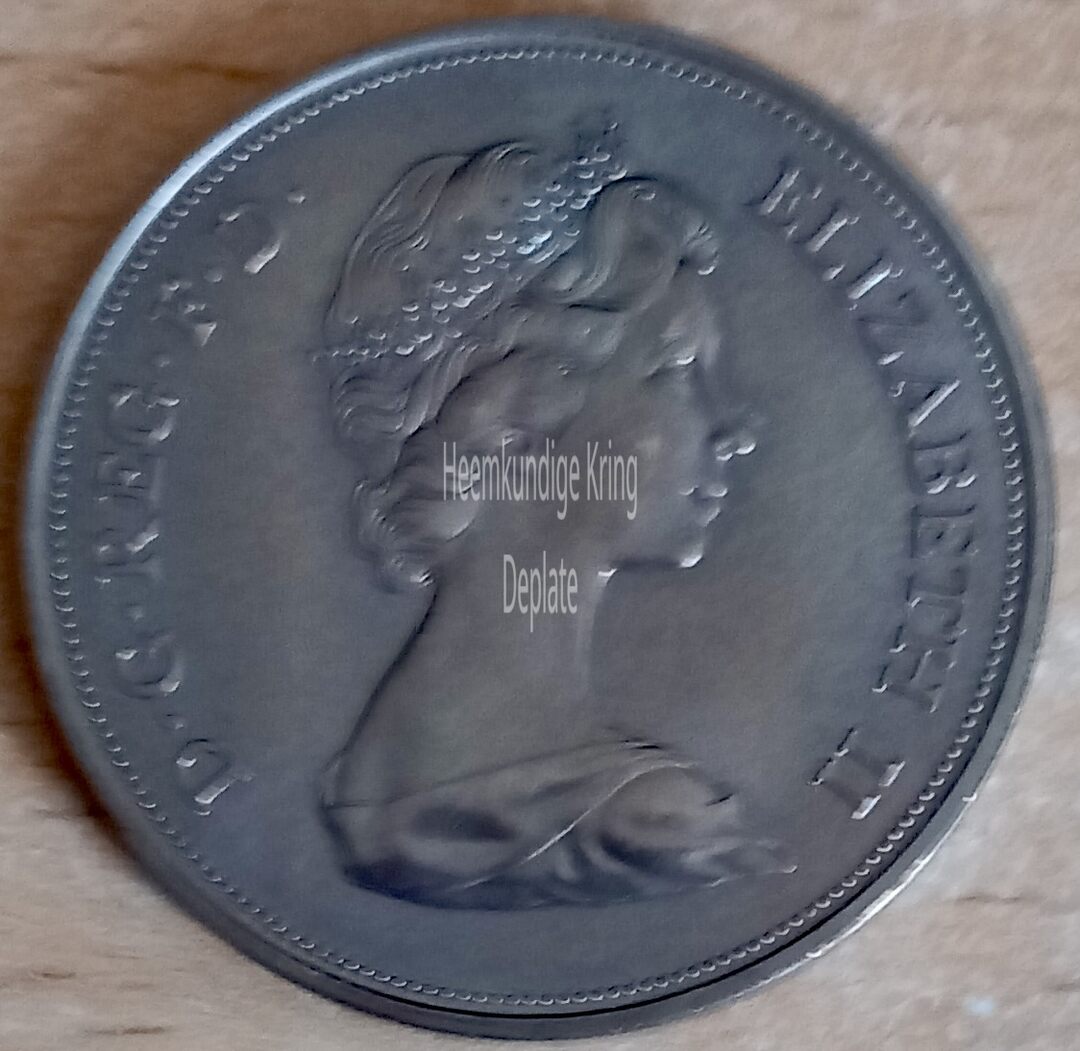 D·G·REG·F·D·
ELIZABETH II
Heemkundige Kring
Deplate